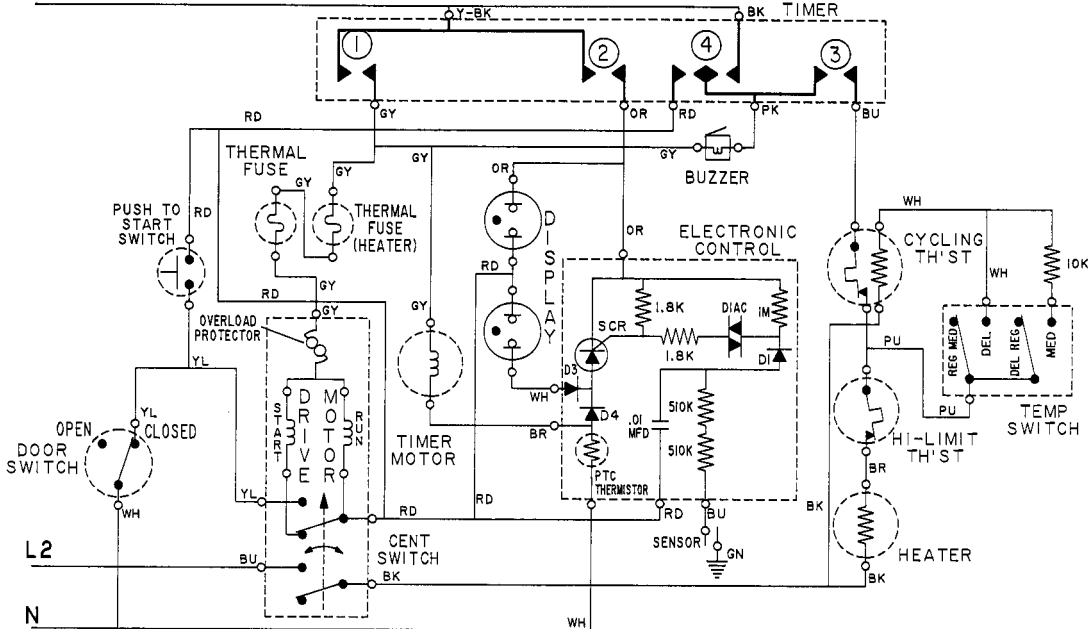 Y-BK
BK
TIMER
1
2
4
3
GY
OR
RD
PK
BU
RD
GY
BUZZER
THERMAL
FUSE
GY
GY
GY
THERMAL
FUSE
(HEATER)
PUSH TO
START
SWITCH
RD
RD
GY
GY
OVERLOAD
PROTECTOR
OR
DISPLAY
RD
OR
ELECTRONIC
CONTROL
1.8K
DIAC
1M
SCR
1.8K
D1
D3
WH
D4
BR
.01
MFD
510K
510K
PTC
THERMISTOR
GY
TIMER
MOTOR
WH
CYCLING
TH'ST
WH
10K
REG MED
DEL
DEL REG
MED
PU
PU
TEMP
SWITCH
HI-LIMIT
TH'ST
BR
HEATER
BK
BK
YL
YL
OPEN
CLOSED
DOOR
SWITCH
WH
DRIVE
MOTOR
START
RUN
YL
RD
RD
RD
BU
SENSOR
GN
CENT
SWITCH
L2
BU
BK
N
WH